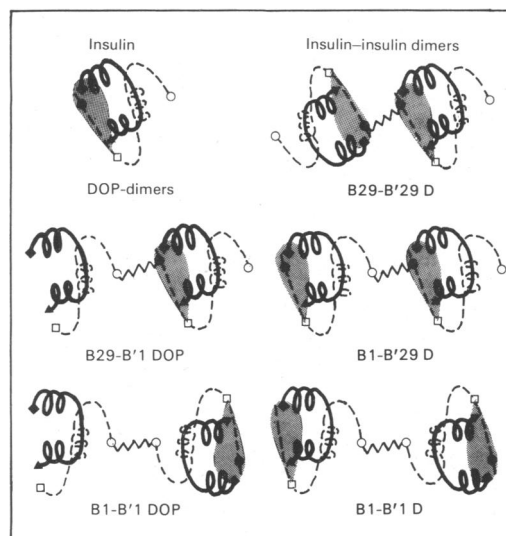 Insulin
Insulin–insulin dimers
DOP-dimers
B29-B'29 D
B29-B'1 DOP
B1-B'29 D
B1-B'1 DOP
B1-B'1 D